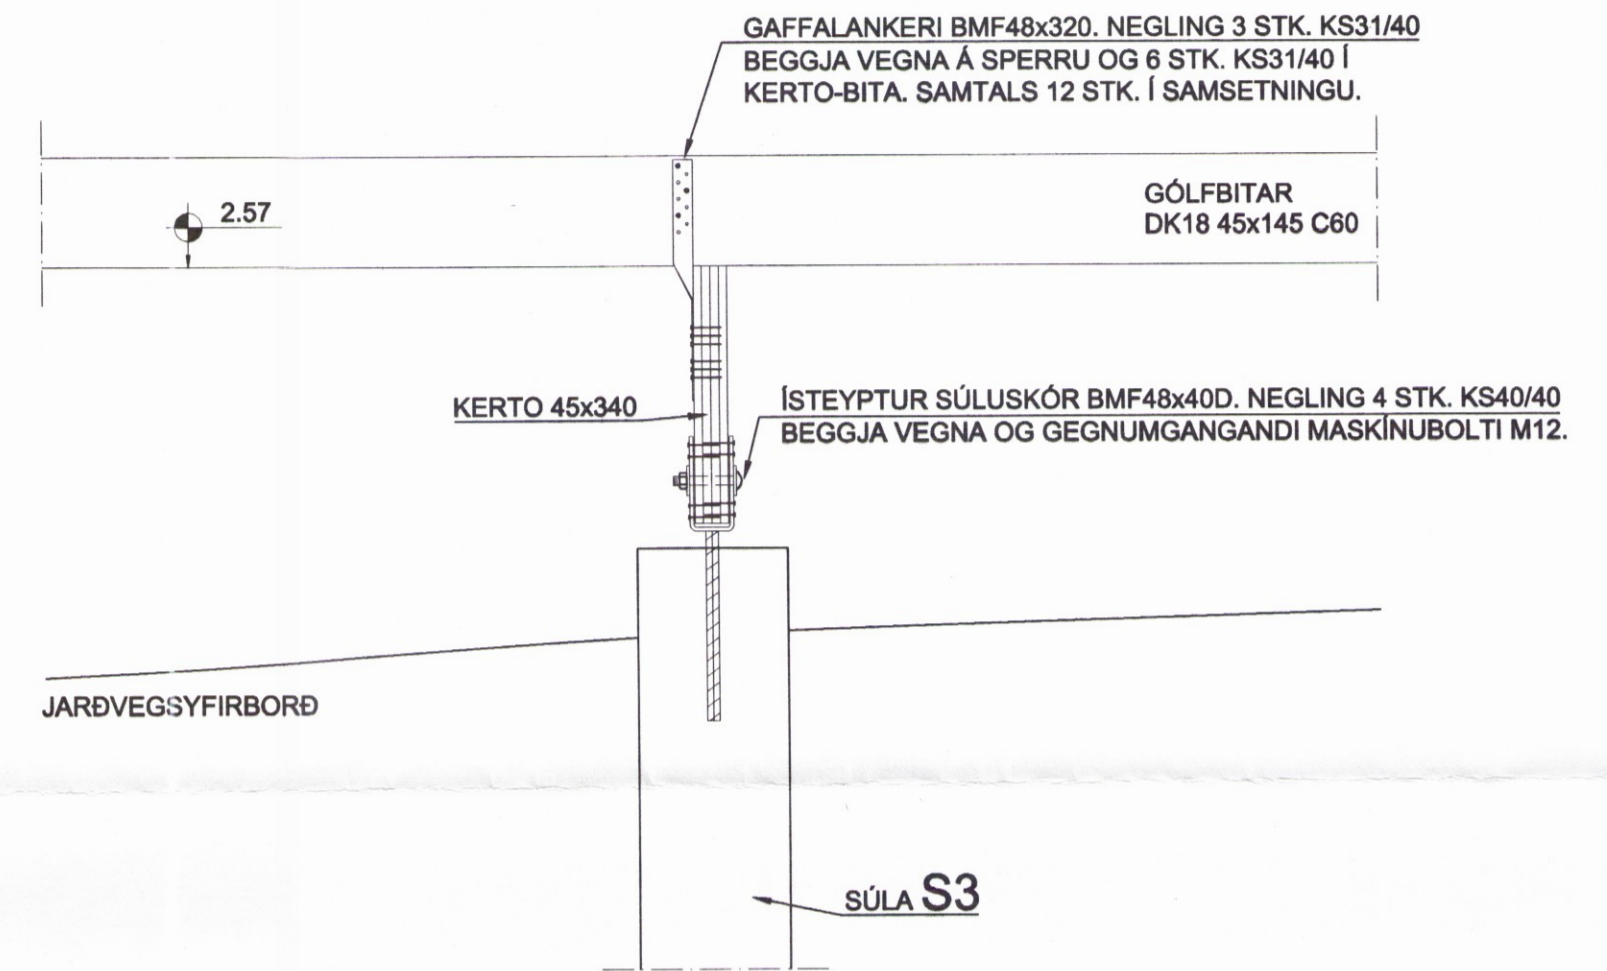 GAFFALANKERI BMF48x320. NEGLING 3 STK. KS31/40
BEGGJA VEGNA Á SPERRU OG 6 STK. KS31/40 Í
KERTO-BITA. SAMTALS 12 STK. Í SAMSETNINGU.
2.57
GÓLFBITAR
DK18 45x145 C60
KERTO 45x340
ÍSTEYPTUR SÚLUSKÓR BMF48x40D. NEGLING 4 STK. KS40/40
BEGGJA VEGNA OG GEGNUMGANGANDI MASKÍNUBOLTI M12.
JARÐVEGSYFIRBORÐ
SÚLA S3